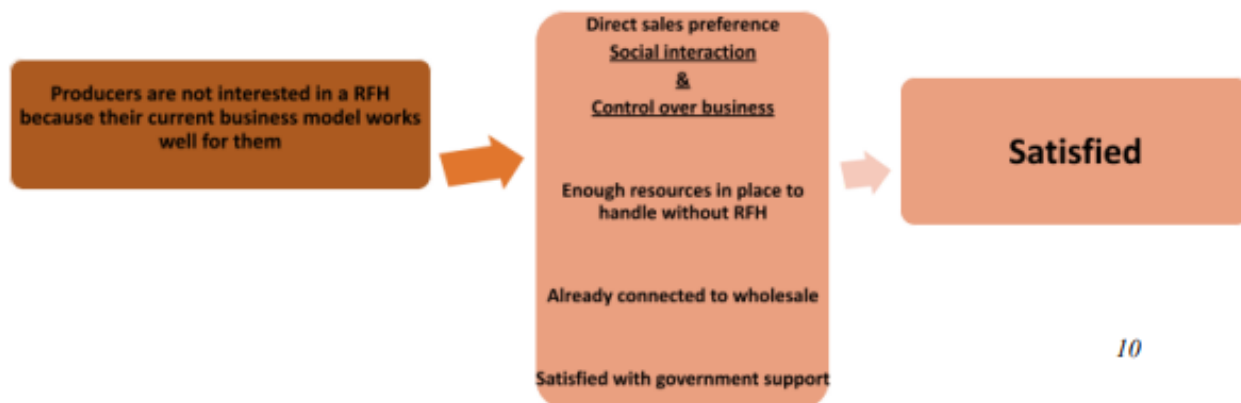 Producers are not interested in a RFH
because their current business model works
well for them
Direct sales preference
Social interaction
&
Control over business
Enough resources in place to
handle without RFH
Already connected to wholesale
Satisfied with government support
Satisfied
10